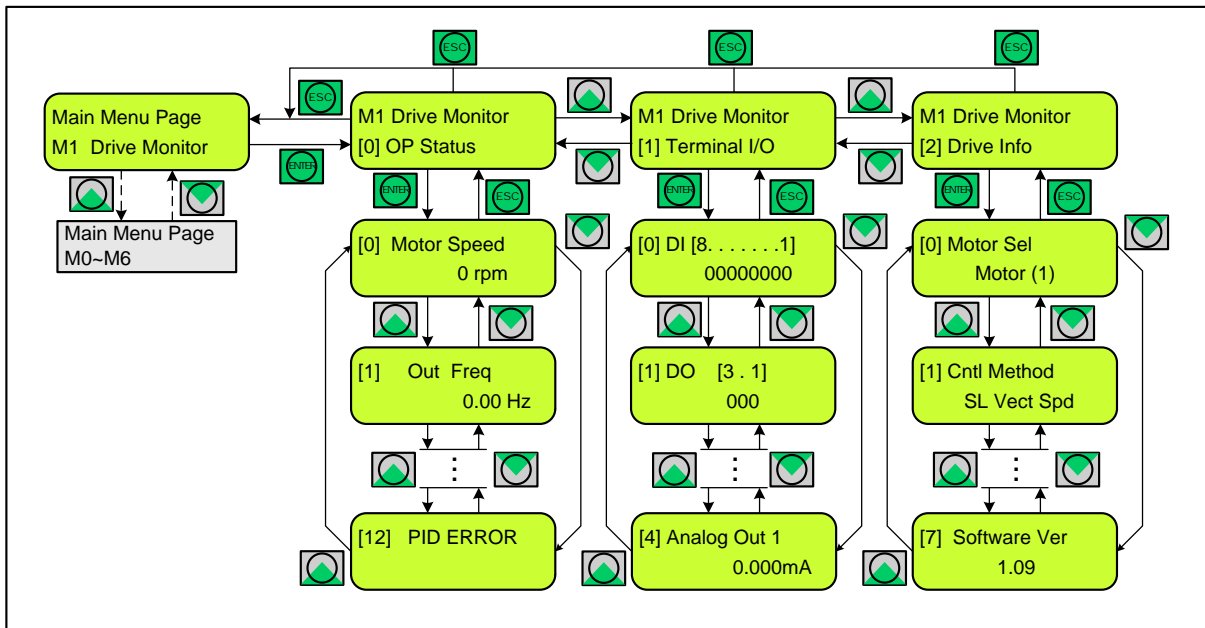 ESC
ESC
ESC
ESC
Main Menu Page
M1 Drive Monitor
M1 Drive Monitor
[0] OP Status
M1 Drive Monitor
[1] Terminal I/O
M1 Drive Monitor
[2] Drive Info
ENTER
ENTER
ESC
ENTER
ESC
ENTER
ESC
Main Menu Page
M0~M6
[0] Motor Speed
0 rpm
[0] DI [8. . . . . . .1]
00000000
[0] Motor Sel
Motor (1)
[1] Out Freq
0.00 Hz
[1] DO [3 . 1]
000
[1] Cntl Method
SL Vect Spd
[12] PID ERROR
[4] Analog Out 1
0.000mA
[7] Software Ver
1.09